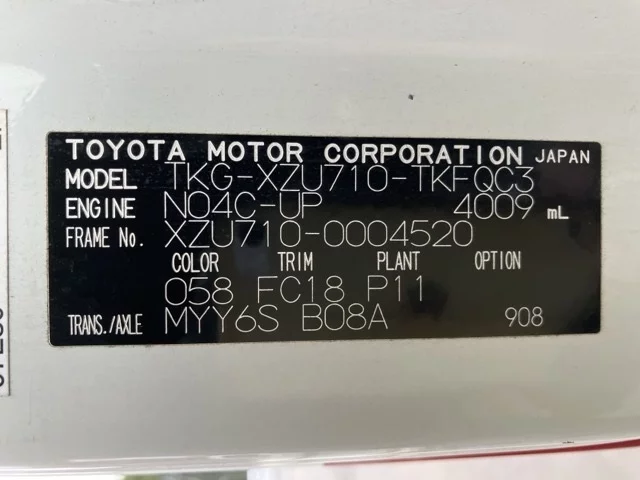 TOYOTA MOTOR CORPORATION JAPAN
MODEL TKG-XZU710-TKFQC3
ENGINE N04C-UP 4009 mL
FRAME No. XZU710-0004520
COLOR TRIM PLANT OPTION
058 FC18 P11
TRANS./AXLE MYY6S B08A 908